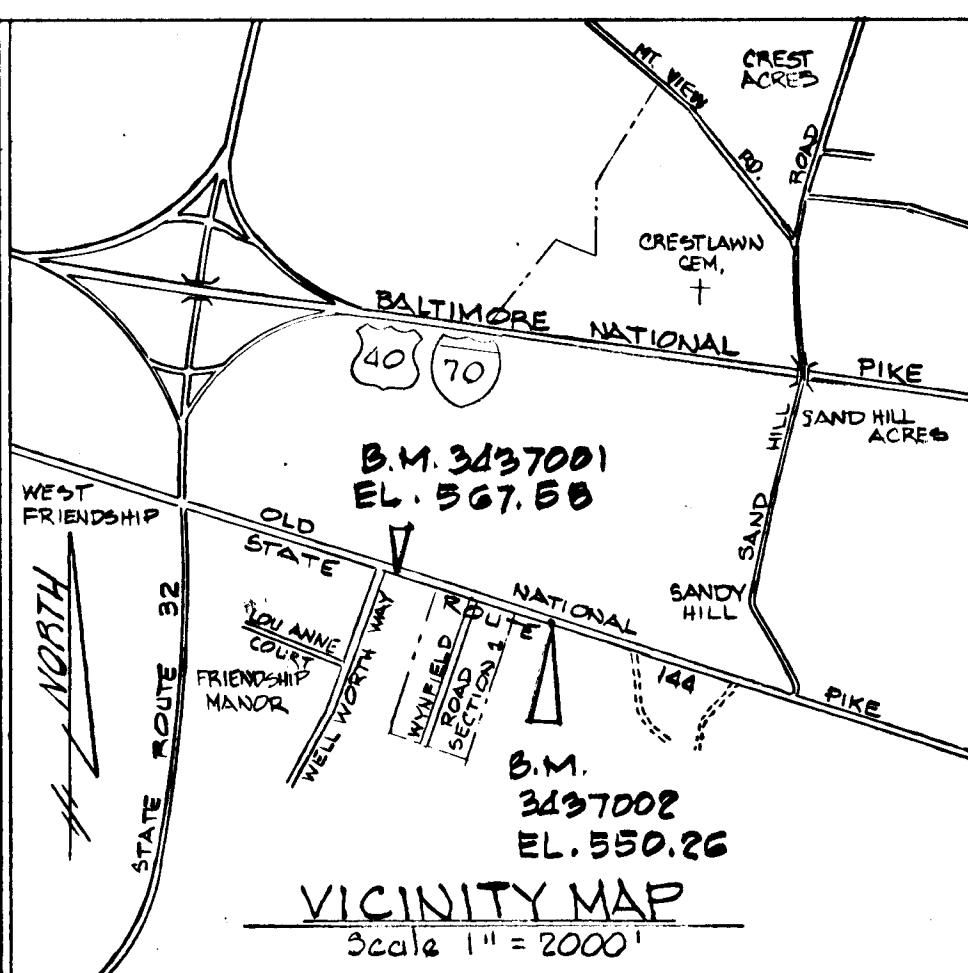 MT. VIEW RD.
CREST
ACRES
ROAD
CRESTLAWN
CEM.
BALTIMORE NATIONAL PIKE
40
70
SAND HILL
SAND HILL
ACRES
B.M. 3437001
EL. 567.58
WEST
FRIENDSHIP
OLD NATIONAL PIKE
STATE ROUTE 144
SANDY
HILL
NORTH
STATE ROUTE 32
LOU ANNE
COURT
FRIENDSHIP
MANOR
WELL WORTH WAY
WYNFIELD
ROAD
SECTION 1
B.M.
3437002
EL. 550.26
VICINITY MAP
Scale 1" = 2000'